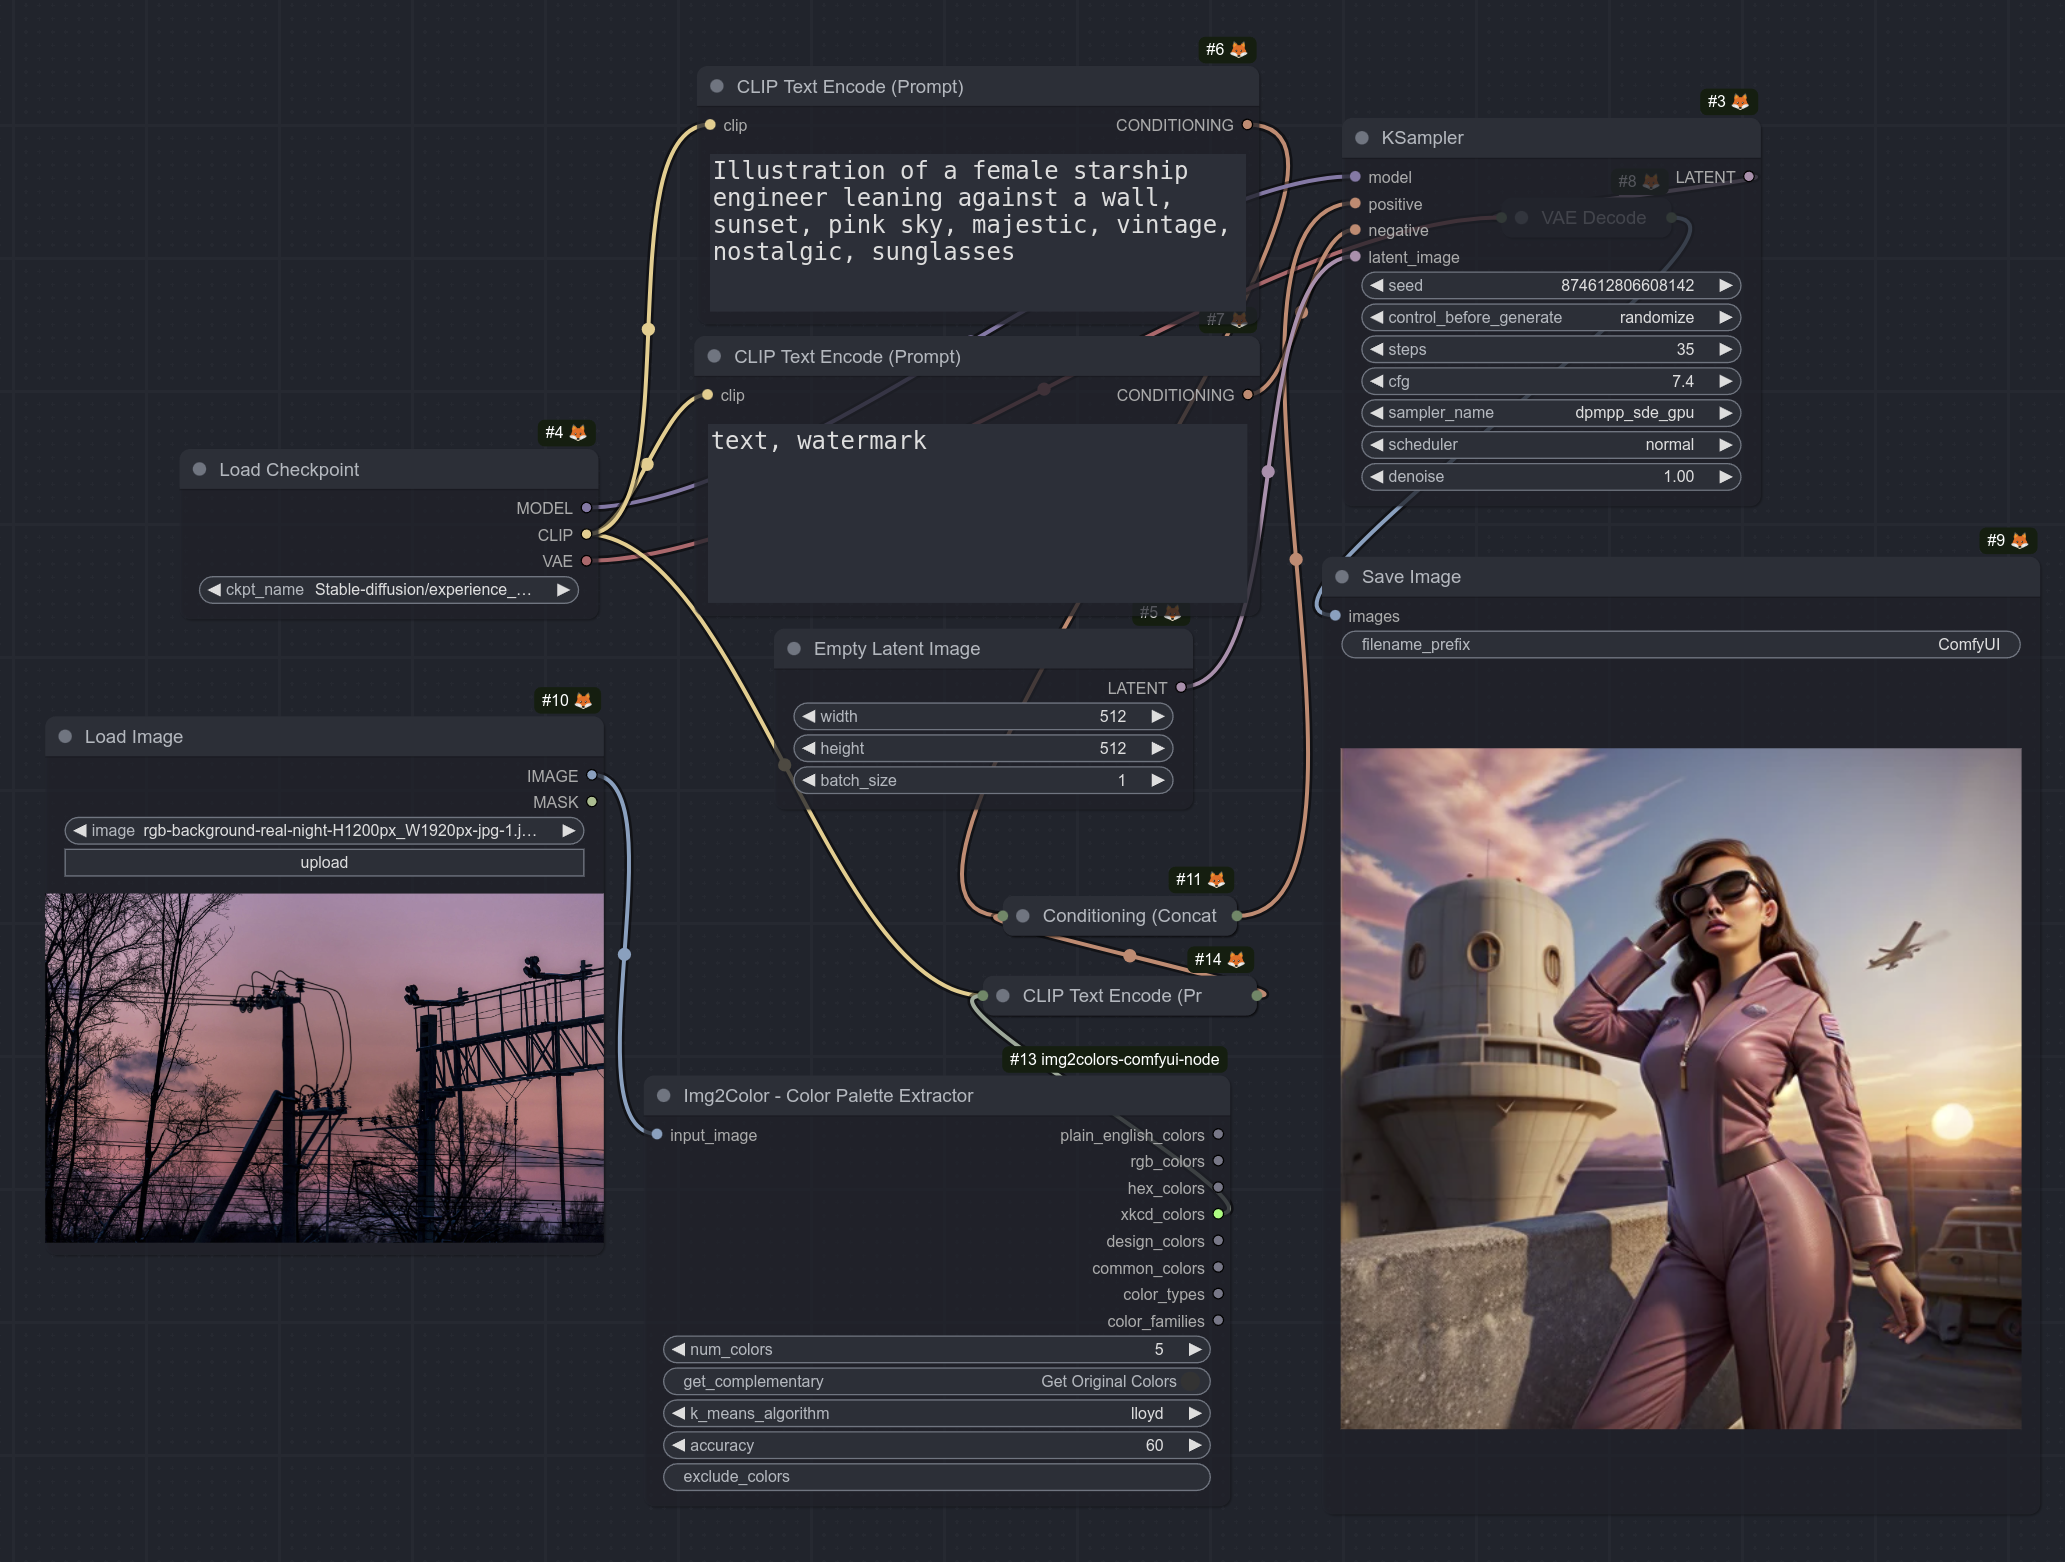 #6
CLIP Text Encode (Prompt)
clip
CONDITIONING
Illustration of a female starship
engineer leaning against a wall,
sunset, pink sky, majestic, vintage,
nostalgic, sunglasses
#7
CLIP Text Encode (Prompt)
clip
CONDITIONING
text, watermark
#3
KSampler
model
LATENT
#8
VAE Decode
positive
negative
latent_image
seed 874612806608142
control_before_generate randomize
steps 35
cfg 7.4
sampler_name dpmpp_sde_gpu
scheduler normal
denoise 1.00
#4
Load Checkpoint
MODEL
CLIP
VAE
ckpt_name Stable-diffusion/experience_...
#5
Empty Latent Image
LATENT
width 512
height 512
batch_size 1
#9
Save Image
images
filename_prefix ComfyUI
#10
Load Image
IMAGE
MASK
image rgb-background-real-night-H1200px_W1920px-jpg-1.j...
upload
#11
Conditioning (Concat
#14
CLIP Text Encode (Pr
#13 img2colors-comfyui-node
Img2Color - Color Palette Extractor
input_image
plain_english_colors
rgb_colors
hex_colors
xkcd_colors
design_colors
common_colors
color_types
color_families
num_colors 5
get_complementary Get Original Colors
k_means_algorithm lloyd
accuracy 60
exclude_colors